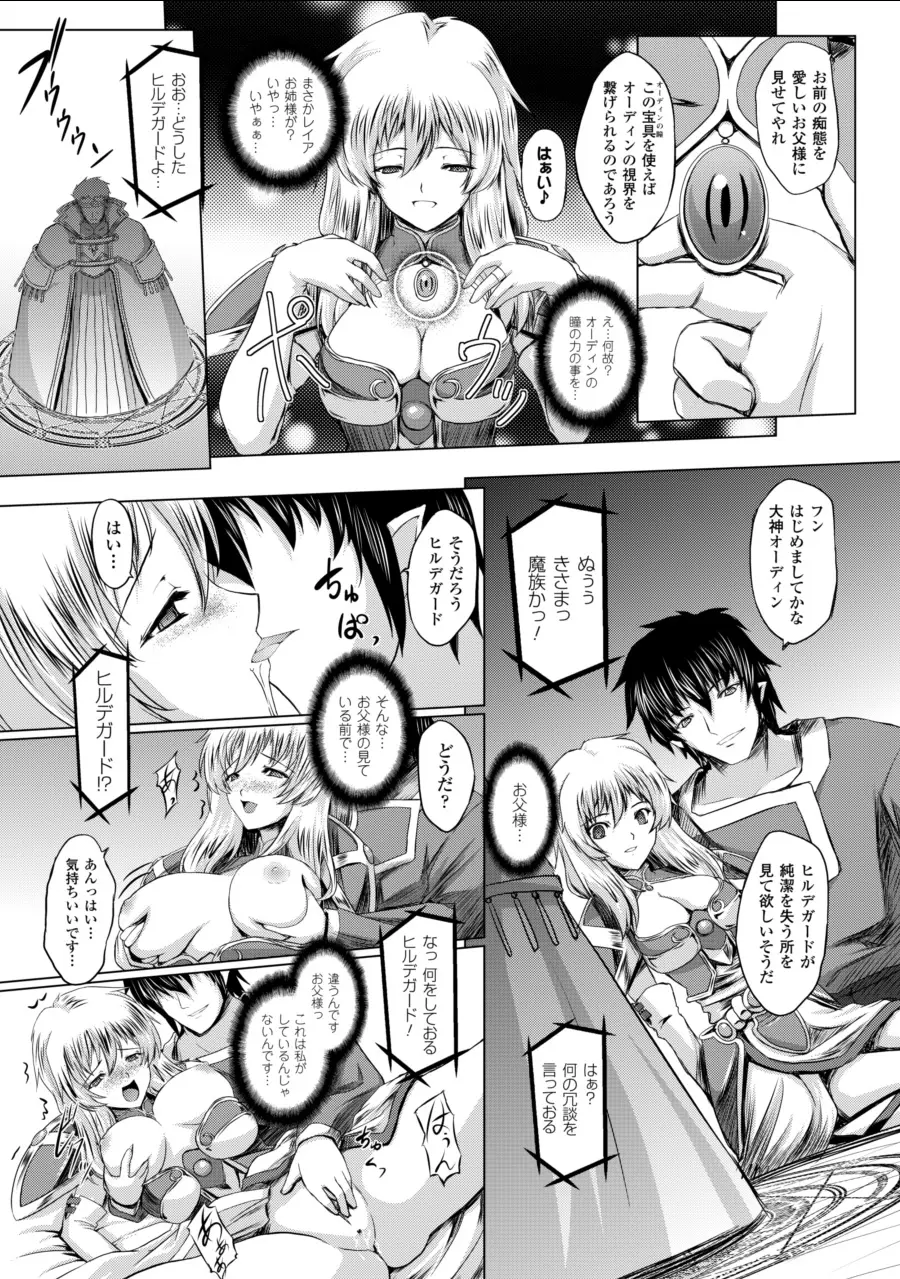 お前の痴態を
愛しいお父様に
見せてやれ
オーディンの瞳
この宝具を使えば
オーディンの視界を
繋げられるのであろう
え…何故?
オーディンの
瞳の力の事を…
はぁい♪
まさかレイア
お姉様が?
いやっ…
いやぁぁ
ポゥ
ブゥゥン
おお…どうした
ヒルデガードよ…
フン
はじめましてかな
大神オーディン
ぬぅぅ
きさまっ
魔族かっ!
お父様…
ヒルデガードが
純潔を失う所を
見て欲しいそうだ
はぁ?
何の冗談を
言っておる
そうだろう
ヒルデガード
はい…
ちゅぱ,
ヒルデガード!?
そんな…
お父様の見て
いる前で…
どうだ?
あんっはい…
気持ちいいです…
なっ 何をしておる
ヒルデガード!
違うんです
お父様っ
これは私が
しているんじゃ
ないんです…